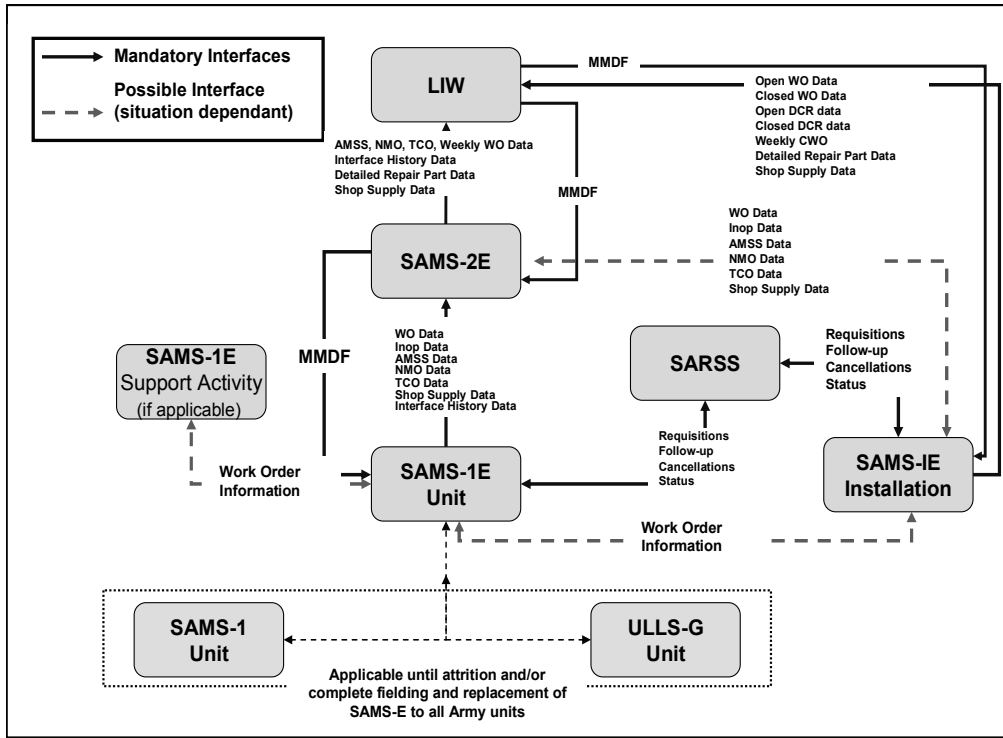 Mandatory Interfaces
Possible Interface
(situation dependant)
LIW
MMDF
Open WO Data
Closed WO Data
Open DCR data
Closed DCR data
Weekly CWO
Detailed Repair Part Data
Shop Supply Data
AMSS, NMO, TCO, Weekly WO Data
Interface History Data
Detailed Repair Part Data
Shop Supply Data
MMDF
SAMS-2E
WO Data
Inop Data
AMSS Data
NMO Data
TCO Data
Shop Supply Data
MMDF
WO Data
Inop Data
AMSS Data
NMO Data
TCO Data
Shop Supply Data
Interface History Data
SAMS-1E
Support Activity
(if applicable)
SARSS
Requisitions
Follow-up
Cancellations
Status
Work Order
Information
SAMS-1E
Unit
Requisitions
Follow-up
Cancellations
Status
SAMS-IE
Installation
Work Order
Information
SAMS-1
Unit
ULLS-G
Unit
Applicable until attrition and/or
complete fielding and replacement of
SAMS-E to all Army units